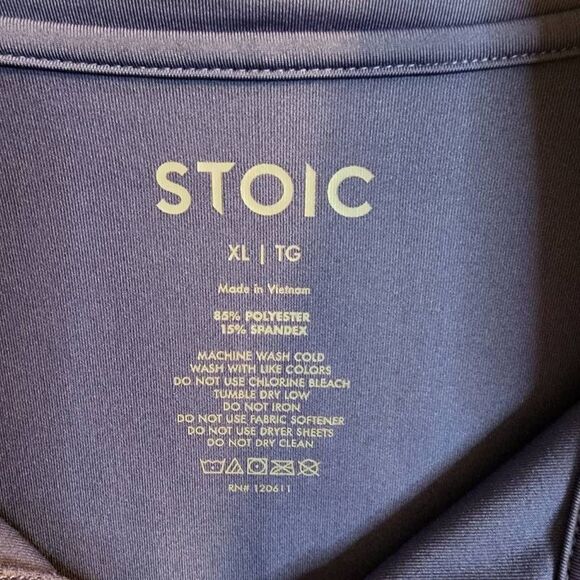 STOIC
XL | TG
Made in Vietnam
85% POLYESTER
15% SPANDEX
MACHINE WASH COLD
WASH WITH LIKE COLORS
DO NOT USE CHLORINE BLEACH
TUMBLE DRY LOW
DO NOT IRON
DO NOT USE FABRIC SOFTENER
DO NOT USE DRYER SHEETS
DO NOT DRY CLEAN
RN# 120611